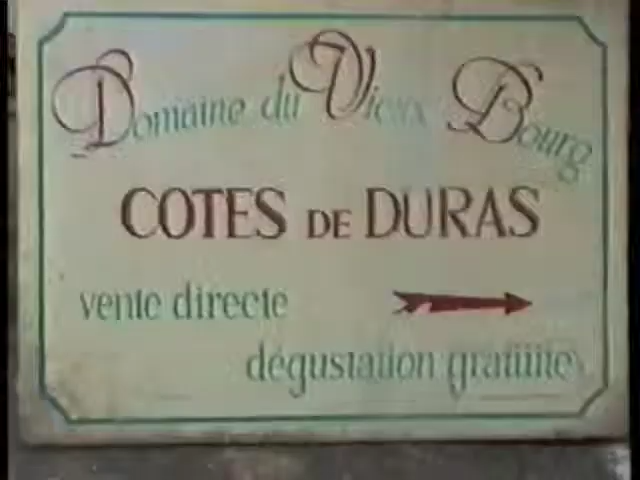 Domaine du Vieux Bourg
COTES DE DURAS
vente directe
dégustation gratuite